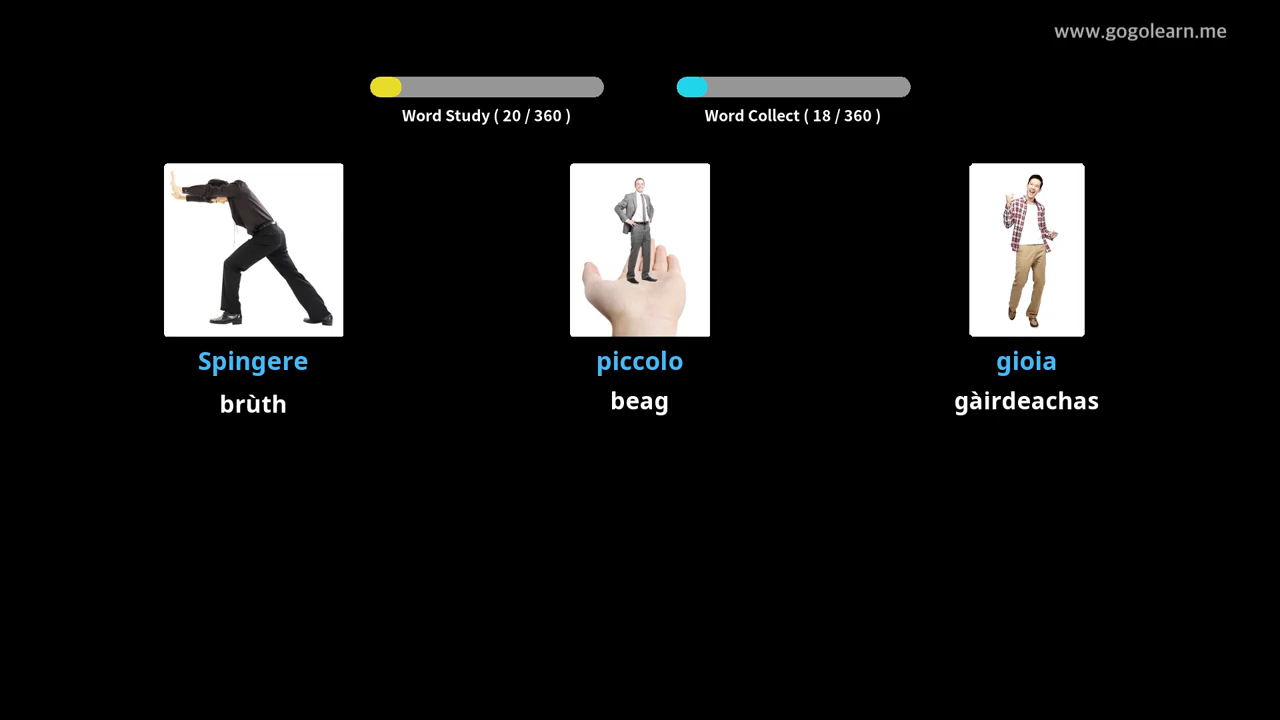 www.gogolearn.me
Word Study ( 20 / 360 )
Word Collect ( 18 / 360 )
Spingere
piccolo
gioia
brùth
beag
gàirdeachas